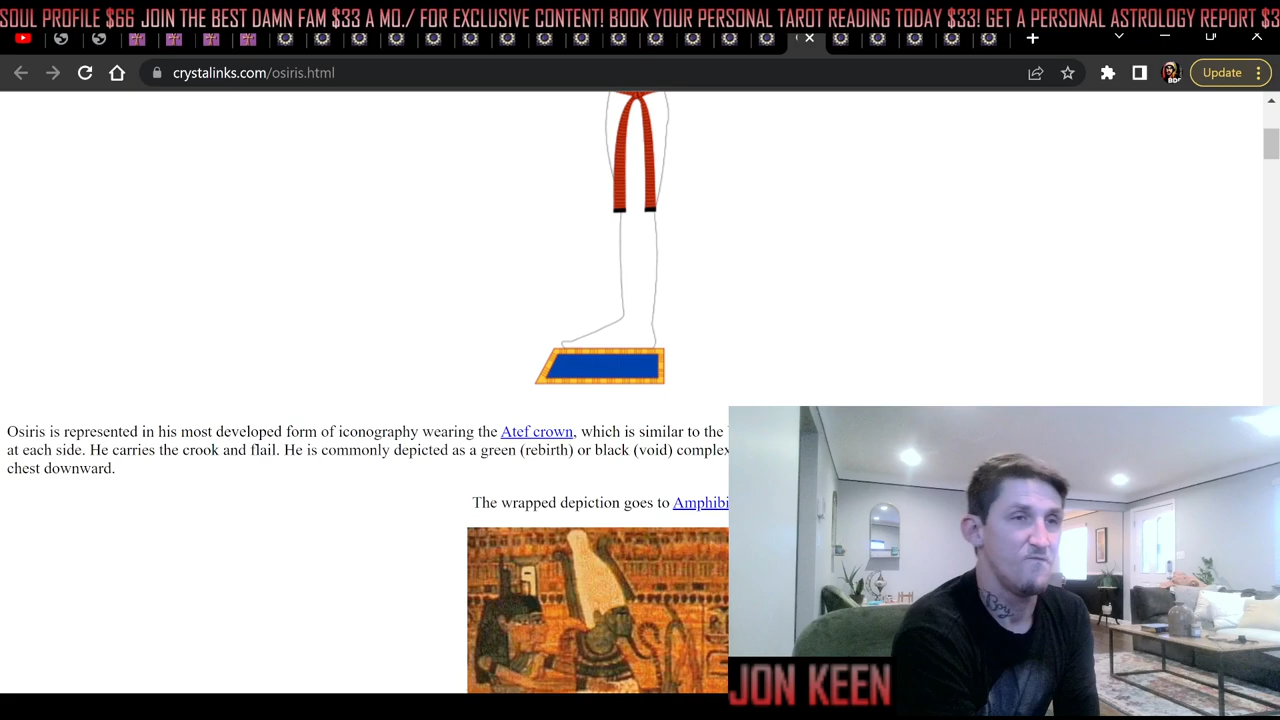 SOUL PROFILE $66 JOIN THE BEST DAMN FAM $33 A MO./ FOR EXCLUSIVE CONTENT! BOOK YOUR PERSONAL TAROT READING TODAY $33! GET A PERSONAL ASTROLOGY REPORT
crystalinks.com/osiris.html
Update
Osiris is represented in his most developed form of iconography wearing the Atef crown, which is similar to the
at each side. He carries the crook and flail. He is commonly depicted as a green (rebirth) or black (void) complex
chest downward.
The wrapped depiction goes to Amphibi
JON KEEN